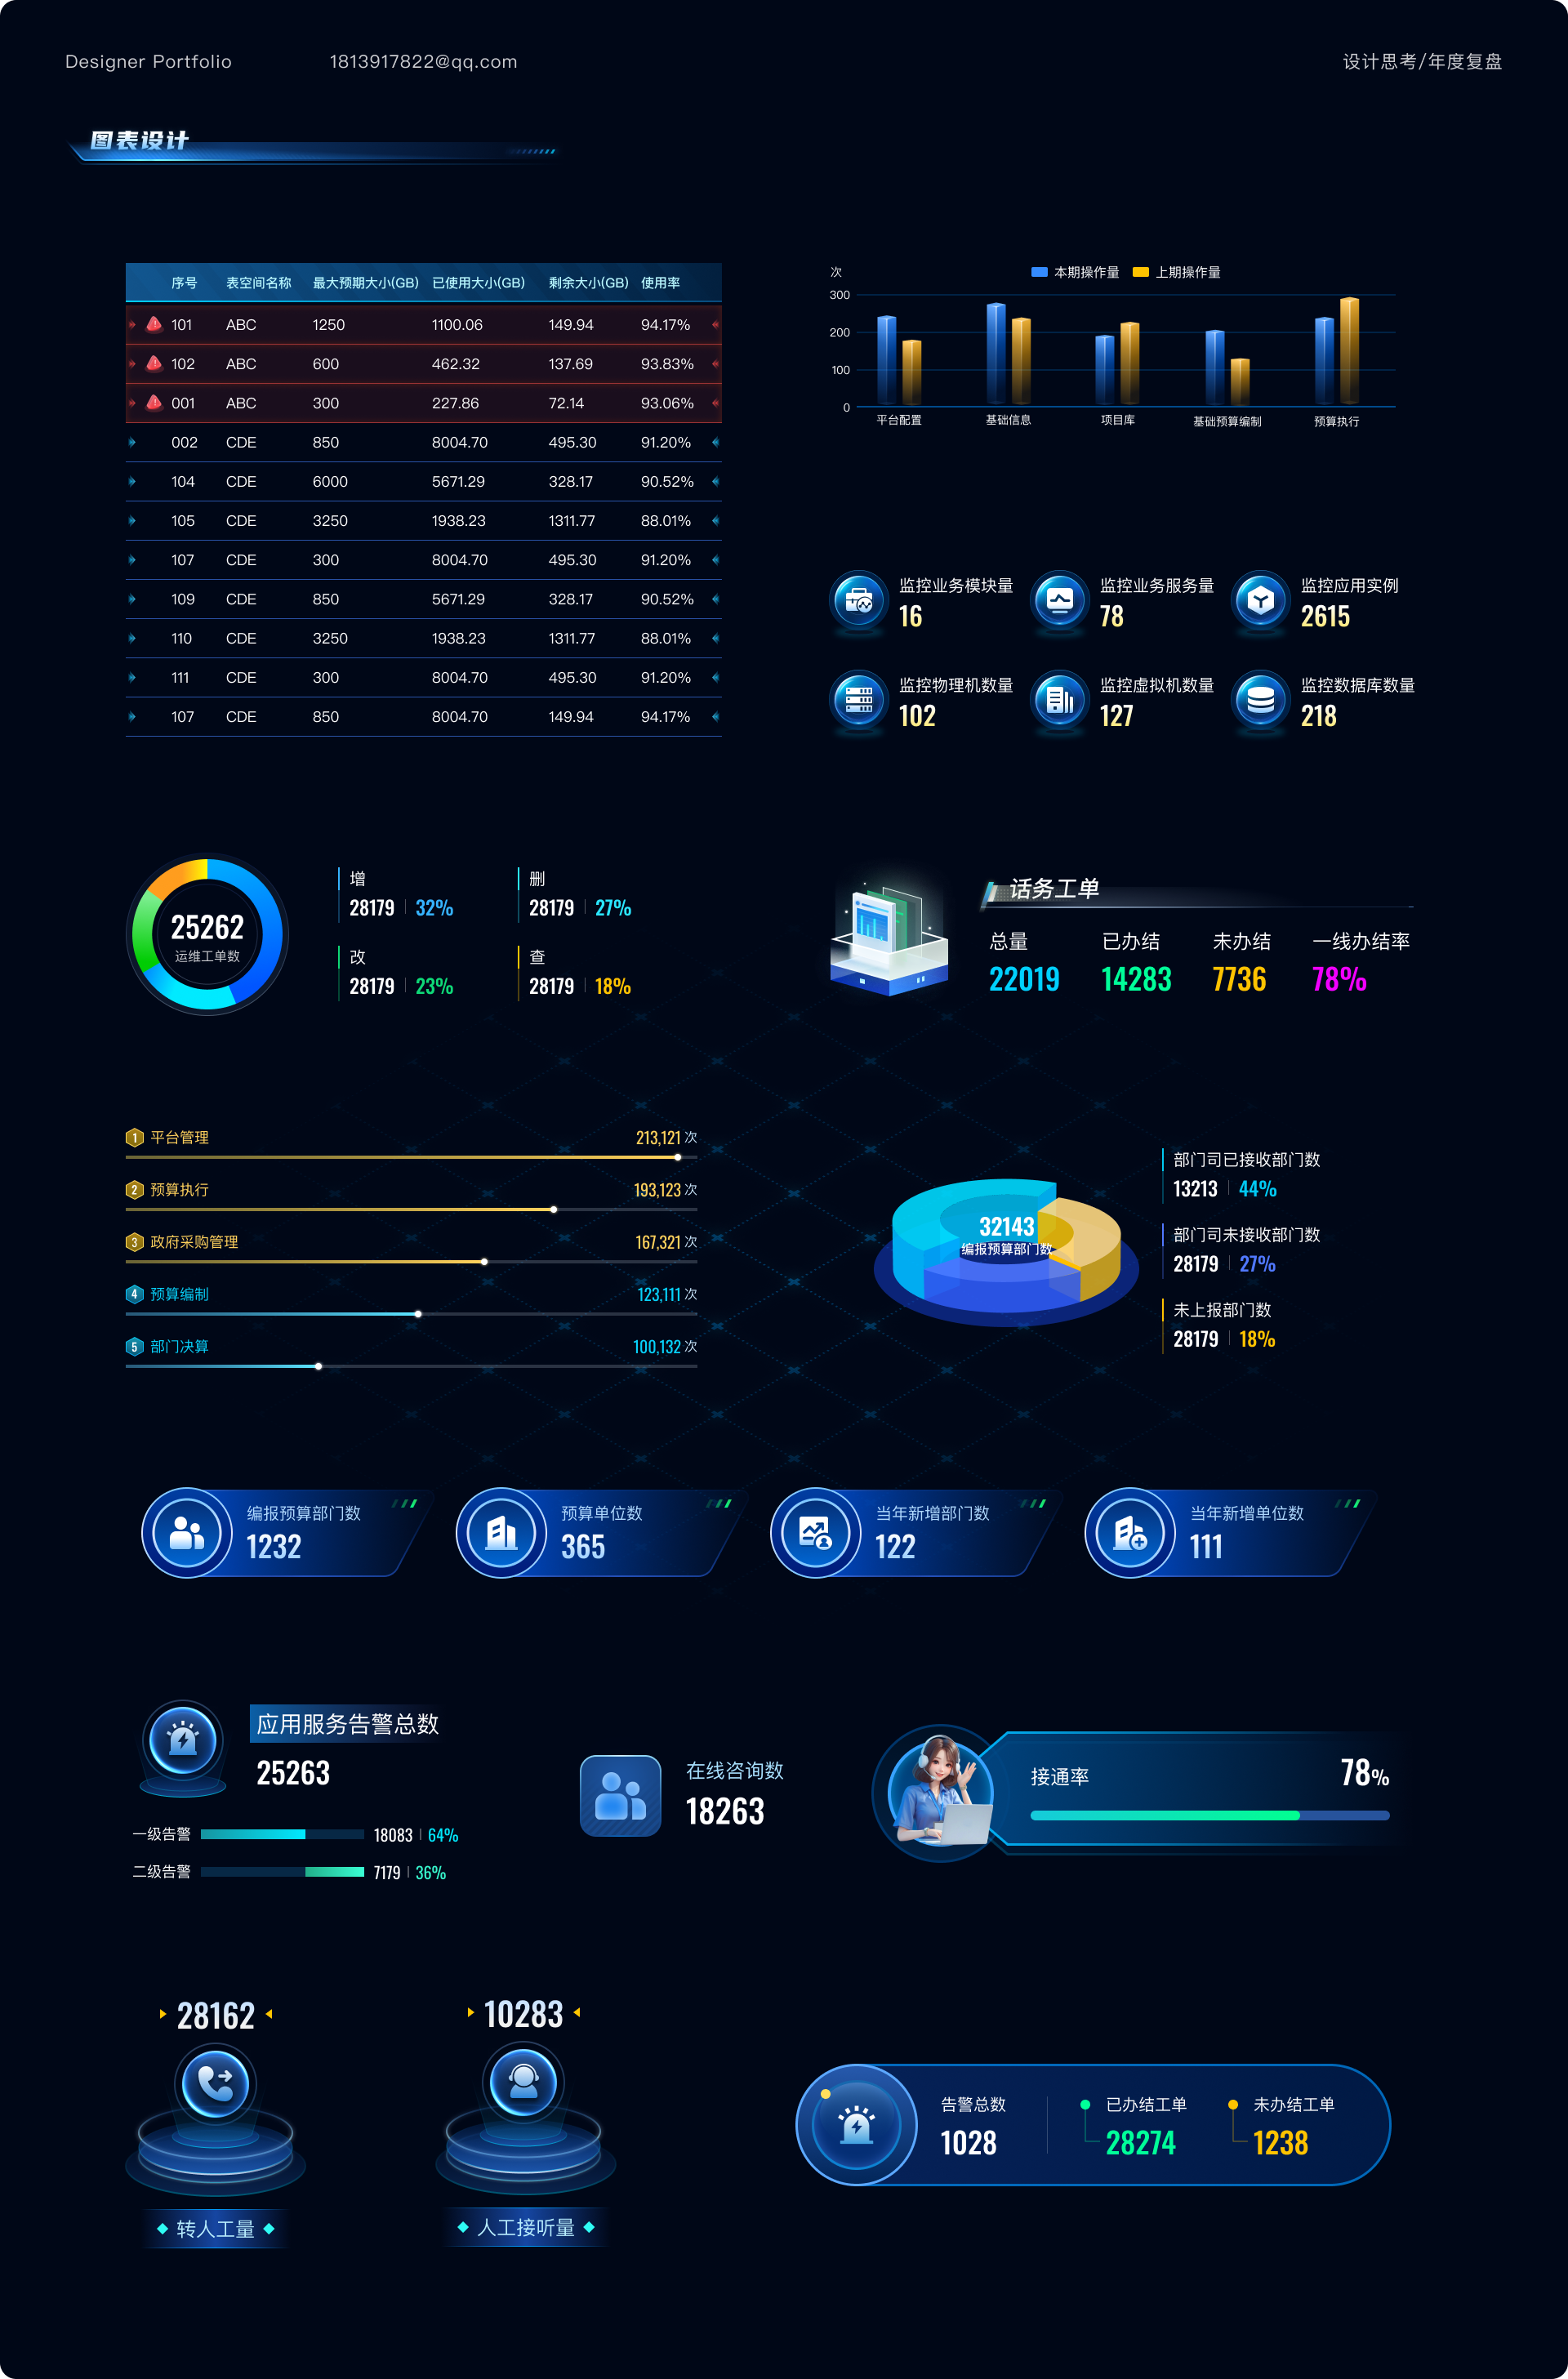 Designer Portfolio 1813917822@qq.com 设计思考/年度复盘
图表设计
序号 表空间名称 最大预期大小(GB) 已使用大小(GB) 剩余大小(GB) 使用率
101 ABC 1250 1100.06 149.94 94.17%
102 ABC 600 462.32 137.69 93.83%
001 ABC 300 227.86 72.14 93.06%
002 CDE 850 8004.70 495.30 91.20%
104 CDE 6000 5671.29 328.17 90.52%
105 CDE 3250 1938.23 1311.77 88.01%
107 CDE 300 8004.70 495.30 91.20%
109 CDE 850 5671.29 328.17 90.52%
110 CDE 3250 1938.23 1311.77 88.01%
111 CDE 300 8004.70 495.30 91.20%
107 CDE 850 8004.70 149.94 94.17%
次 本期操作量 上期操作量
300
200
100
0
平台配置 基础信息 项目库 基础预算编制 预算执行
监控业务模块量 监控业务服务量 监控应用实例
16 78 2615
监控物理机数量 监控虚拟机数量 监控数据库数量
102 127 218
25262
运维工单数
增 删
28179 32% 28179 27%
改 查
28179 23% 28179 18%
话务工单
总量 已办结 未办结 一线办结率
22019 14283 7736 78%
1 平台管理 213,121 次
2 预算执行 193,123 次
3 政府采购管理 167,321 次
4 预算编制 123,111 次
5 部门决算 100,132 次
32143
编报预算部门数
部门司已接收部门数
13213 44%
部门司未接收部门数
28179 27%
未上报部门数
28179 18%
编报预算部门数 预算单位数 当年新增部门数 当年新增单位数
1232 365 122 111
应用服务告警总数
25263
一级告警 18083 64%
二级告警 7179 36%
在线咨询数
18263
接通率 78%
28162 10283
转人工量 人工接听量
告警总数 已办结工单 未办结工单
1028 28274 1238